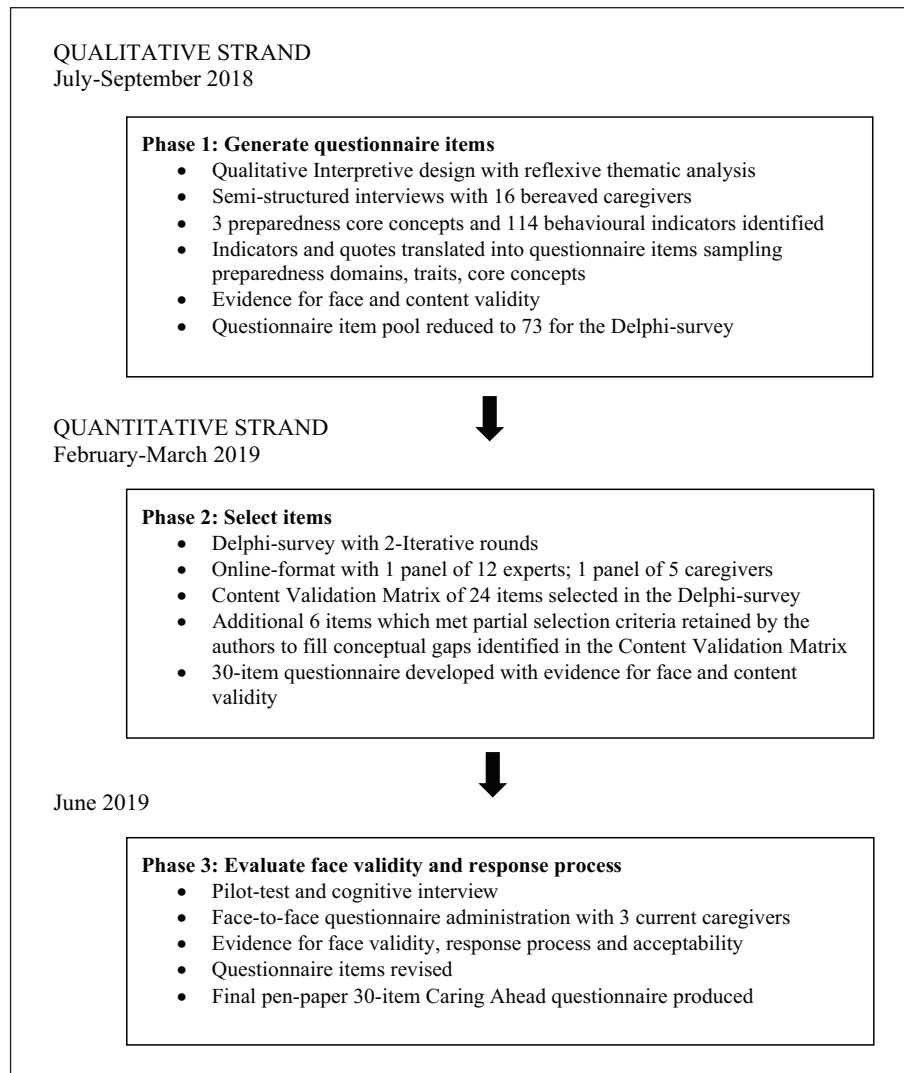 QUALITATIVE STRAND
July-September 2018
Phase 1: Generate questionnaire items
• Qualitative Interpretive design with reflexive thematic analysis
• Semi-structured interviews with 16 bereaved caregivers
• 3 preparedness core concepts and 114 behavioural indicators identified
• Indicators and quotes translated into questionnaire items sampling
preparedness domains, traits, core concepts
• Evidence for face and content validity
• Questionnaire item pool reduced to 73 for the Delphi-survey
QUANTITATIVE STRAND
February-March 2019
Phase 2: Select items
• Delphi-survey with 2-Iterative rounds
• Online-format with 1 panel of 12 experts; 1 panel of 5 caregivers
• Content Validation Matrix of 24 items selected in the Delphi-survey
• Additional 6 items which met partial selection criteria retained by the
authors to fill conceptual gaps identified in the Content Validation Matrix
• 30-item questionnaire developed with evidence for face and content
validity
June 2019
Phase 3: Evaluate face validity and response process
• Pilot-test and cognitive interview
• Face-to-face questionnaire administration with 3 current caregivers
• Evidence for face validity, response process and acceptability
• Questionnaire items revised
• Final pen-paper 30-item Caring Ahead questionnaire produced